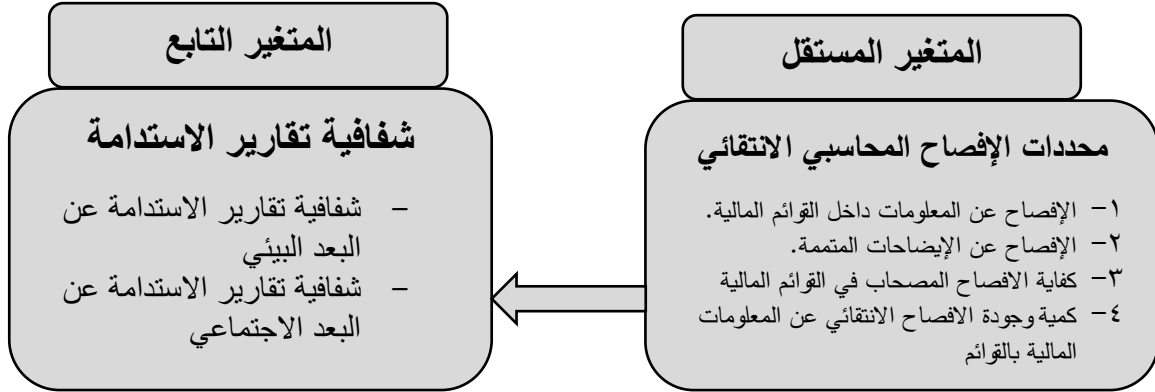 المتغير المستقل
محددات الإفصاح المحاسبي الانتقائي
١– الإفصاح عن المعلومات داخل القوائم المالية.
٢– الإفصاح عن الإيضاحات المتممة.
٣– كفاية الافصاح المصحاب في القوائم المالية
٤– كمية وجودة الافصاح الانتقائي عن المعلومات
المالية بالقوائم
المتغير التابع
شفافية تقارير الاستدامة
– شفافية تقارير الاستدامة عن
البعد البيئي
– شفافية تقارير الاستدامة عن
البعد الاجتماعي